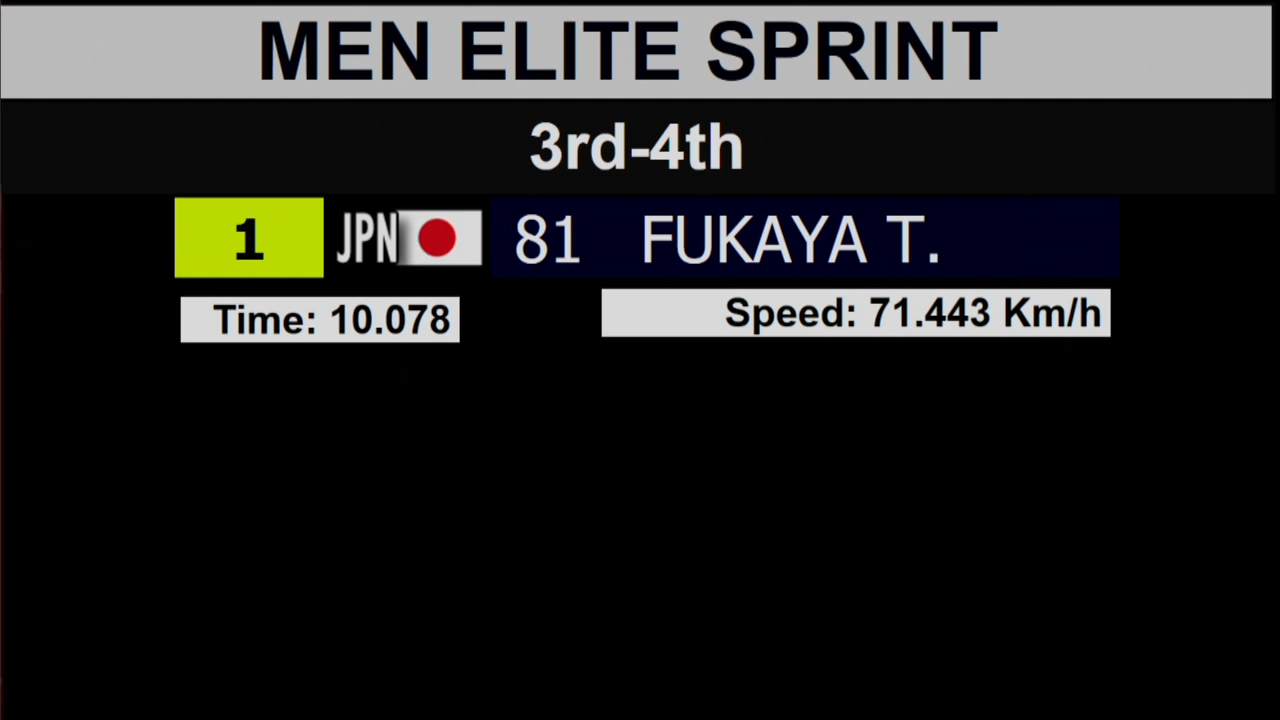 MEN ELITE SPRINT
3rd-4th
1 JPN 81 FUKAYA T.
Time: 10.078 Speed: 71.443 Km/h